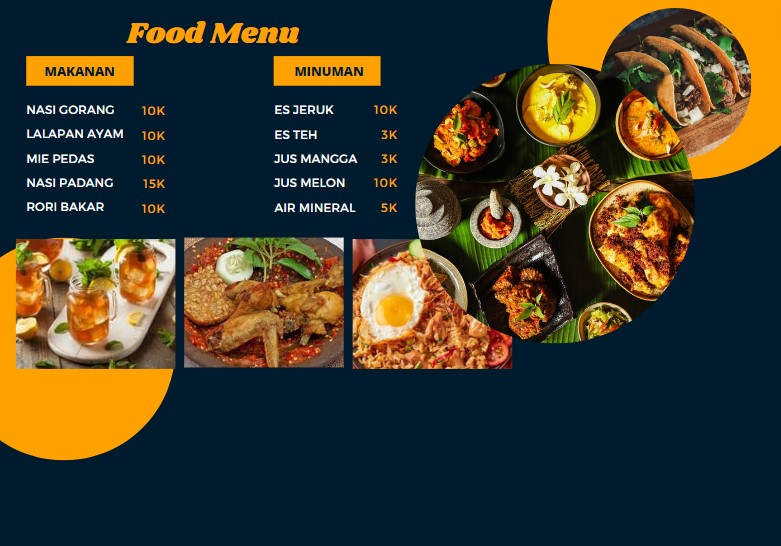 Food Menu
MAKANAN
NASI GORANG 10K
LALAPAN AYAM 10K
MIE PEDAS 10K
NASI PADANG 15K
RORI BAKAR 10K
MINUMAN
ES JERUK 10K
ES TEH 3K
JUS MANGGA 3K
JUS MELON 10K
AIR MINERAL 5K